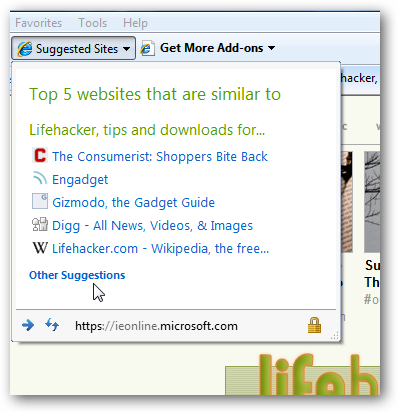 Favorites Tools Help
Suggested Sites Get More Add-ons
hacker,
Top 5 websites that are similar to
Lifehacker, tips and downloads for...
The Consumerist: Shoppers Bite Back
Engadget
Gizmodo, the Gadget Guide
Digg - All News, Videos, & Images
W Lifehacker.com - Wikipedia, the free...
Other Suggestions
https://ieonline.microsoft.com
Su
Th
#o
lifeh